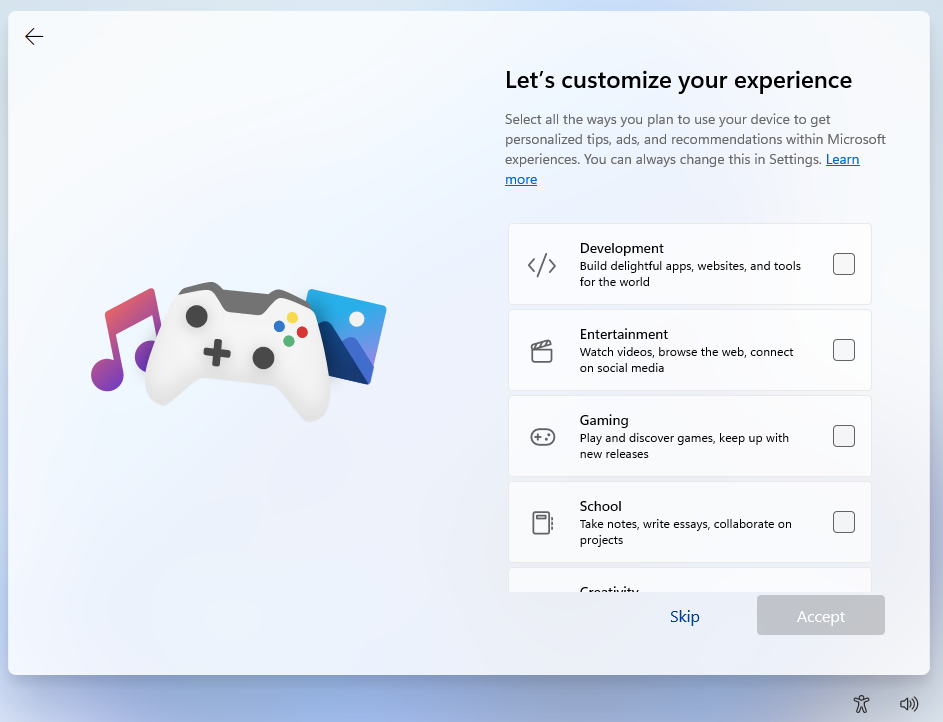 Let’s customize your experience
Select all the ways you plan to use your device to get
personalized tips, ads, and recommendations within Microsoft
experiences. You can always change this in Settings. Learn
more
Development
Build delightful apps, websites, and tools
for the world
Entertainment
Watch videos, browse the web, connect
on social media
Gaming
Play and discover games, keep up with
new releases
School
Take notes, write essays, collaborate on
projects
Creativity
Skip
Accept